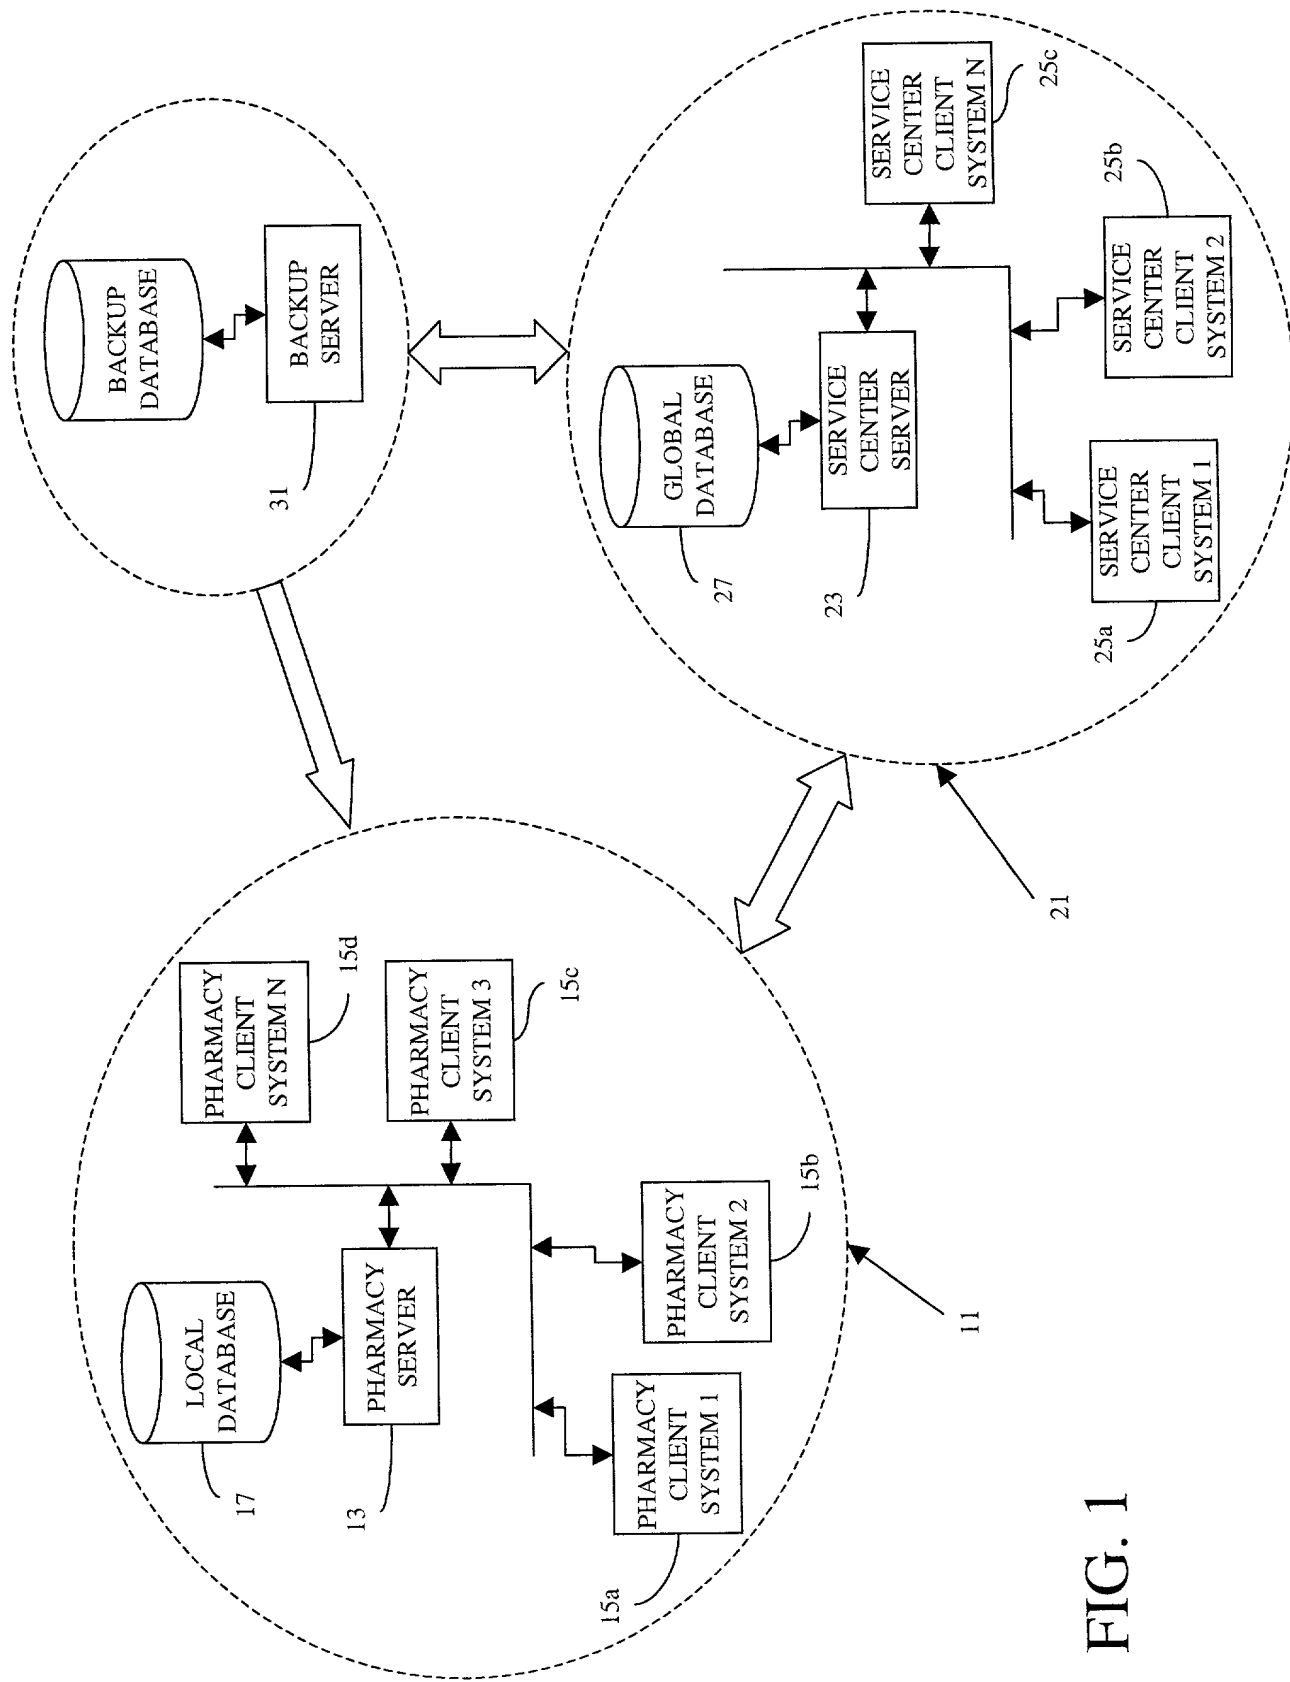 LOCAL
DATABASE
17
PHARMACY
SERVER
13
PHARMACY
CLIENT
SYSTEM N
15d
PHARMACY
CLIENT
SYSTEM 3
15c
PHARMACY
CLIENT
SYSTEM 1
15a
PHARMACY
CLIENT
SYSTEM 2
15b
11
BACKUP
DATABASE
BACKUP
SERVER
31
GLOBAL
DATABASE
27
SERVICE
CENTER
SERVER
23
SERVICE
CENTER
CLIENT
SYSTEM N
25c
SERVICE
CENTER
CLIENT
SYSTEM 1
25a
SERVICE
CENTER
CLIENT
SYSTEM 2
25b
21
FIG. 1